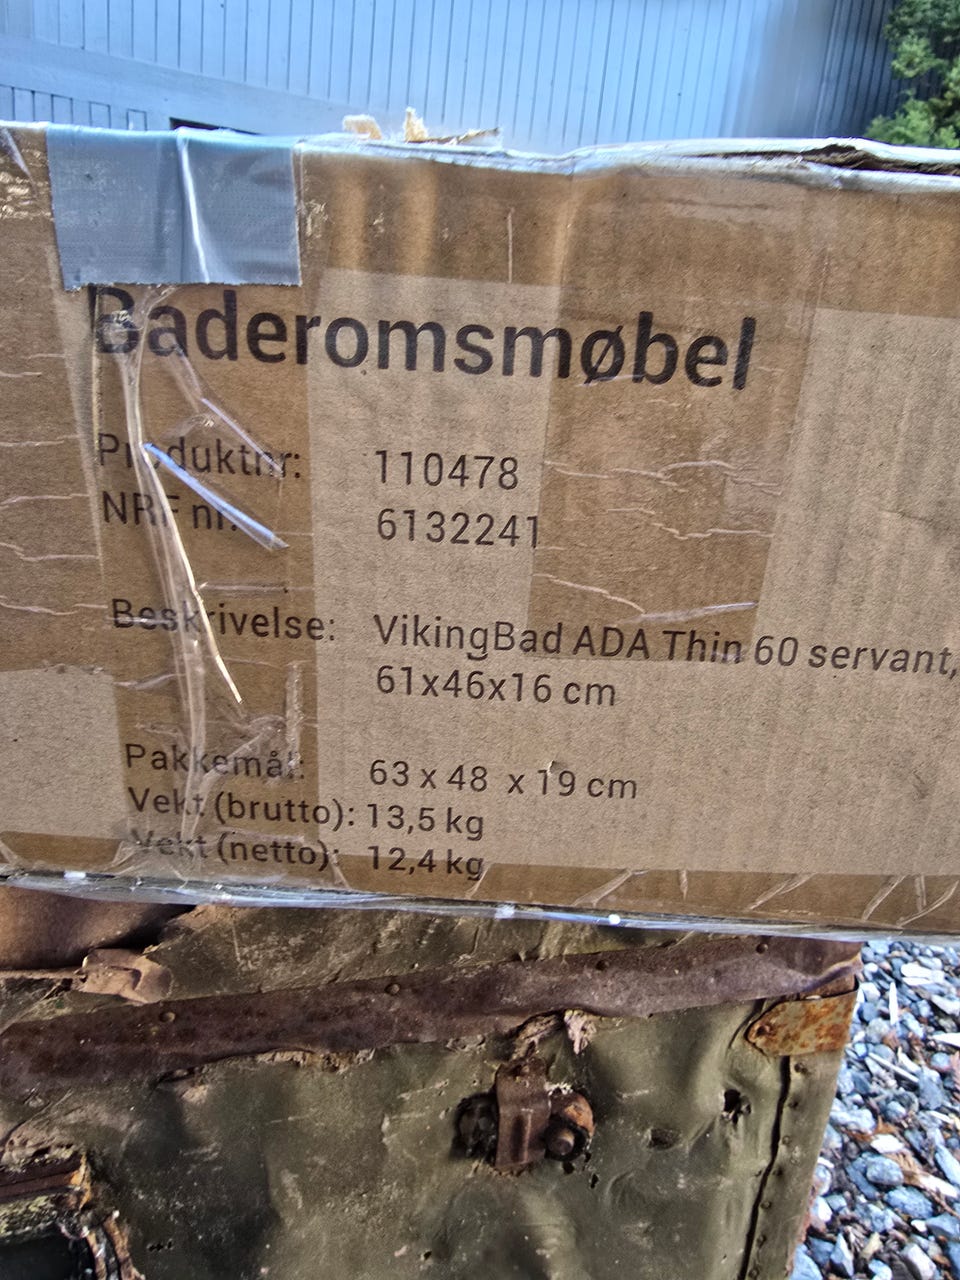 Baderomsmøbel
Produktnr: 110478
NRF nr. 6132241
Beskrivelse: VikingBad ADA Thin 60 servant,
61x46x16 cm
Pakkemål: 63 x 48 x 19 cm
Vekt (brutto): 13,5 kg
Vekt (netto): 12,4 kg